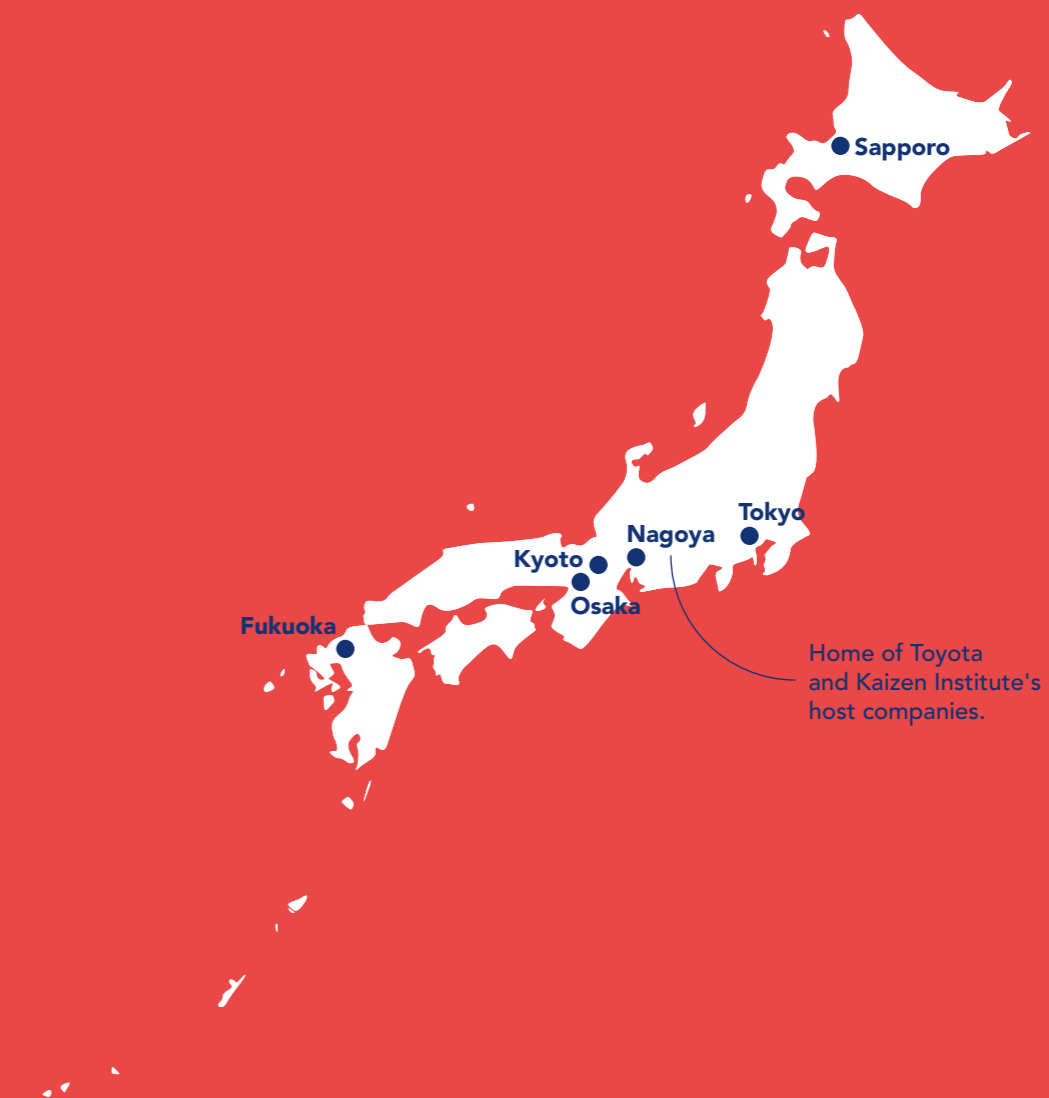 Sapporo
Tokyo
Nagoya
Kyoto
Osaka
Fukuoka
Home of Toyota
and Kaizen Institute's
host companies.